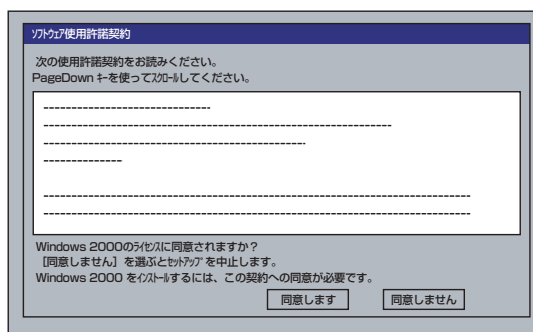 ソフトウェア使用許諾契約
次の使用許諾契約をお読みください。
PageDown キーを使ってスクロールしてください。
Windows 2000のライセンスに同意されますか？
［同意しません］を選ぶとセットアップを中止します。
Windows 2000 をインストールするには、この契約への同意が必要です。
同意します
同意しません